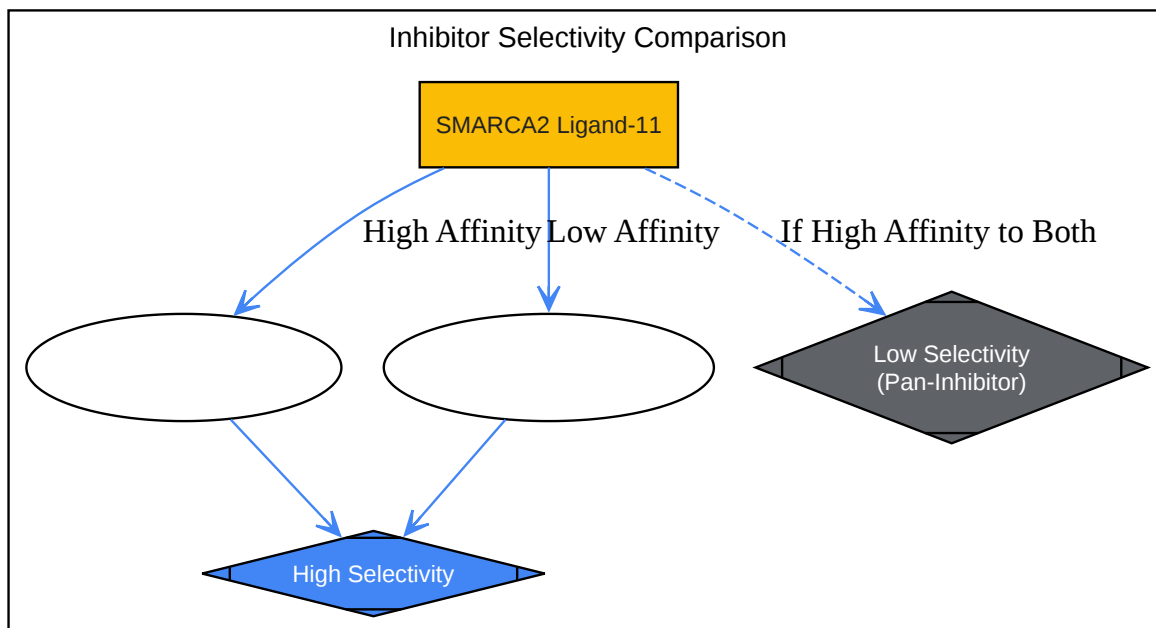 Inhibitor Selectivity Comparison
SMARCA2 Ligand-11
High Affinity
Low Affinity
If High Affinity to Both
Low Selectivity
(Pan-Inhibitor)
High Selectivity